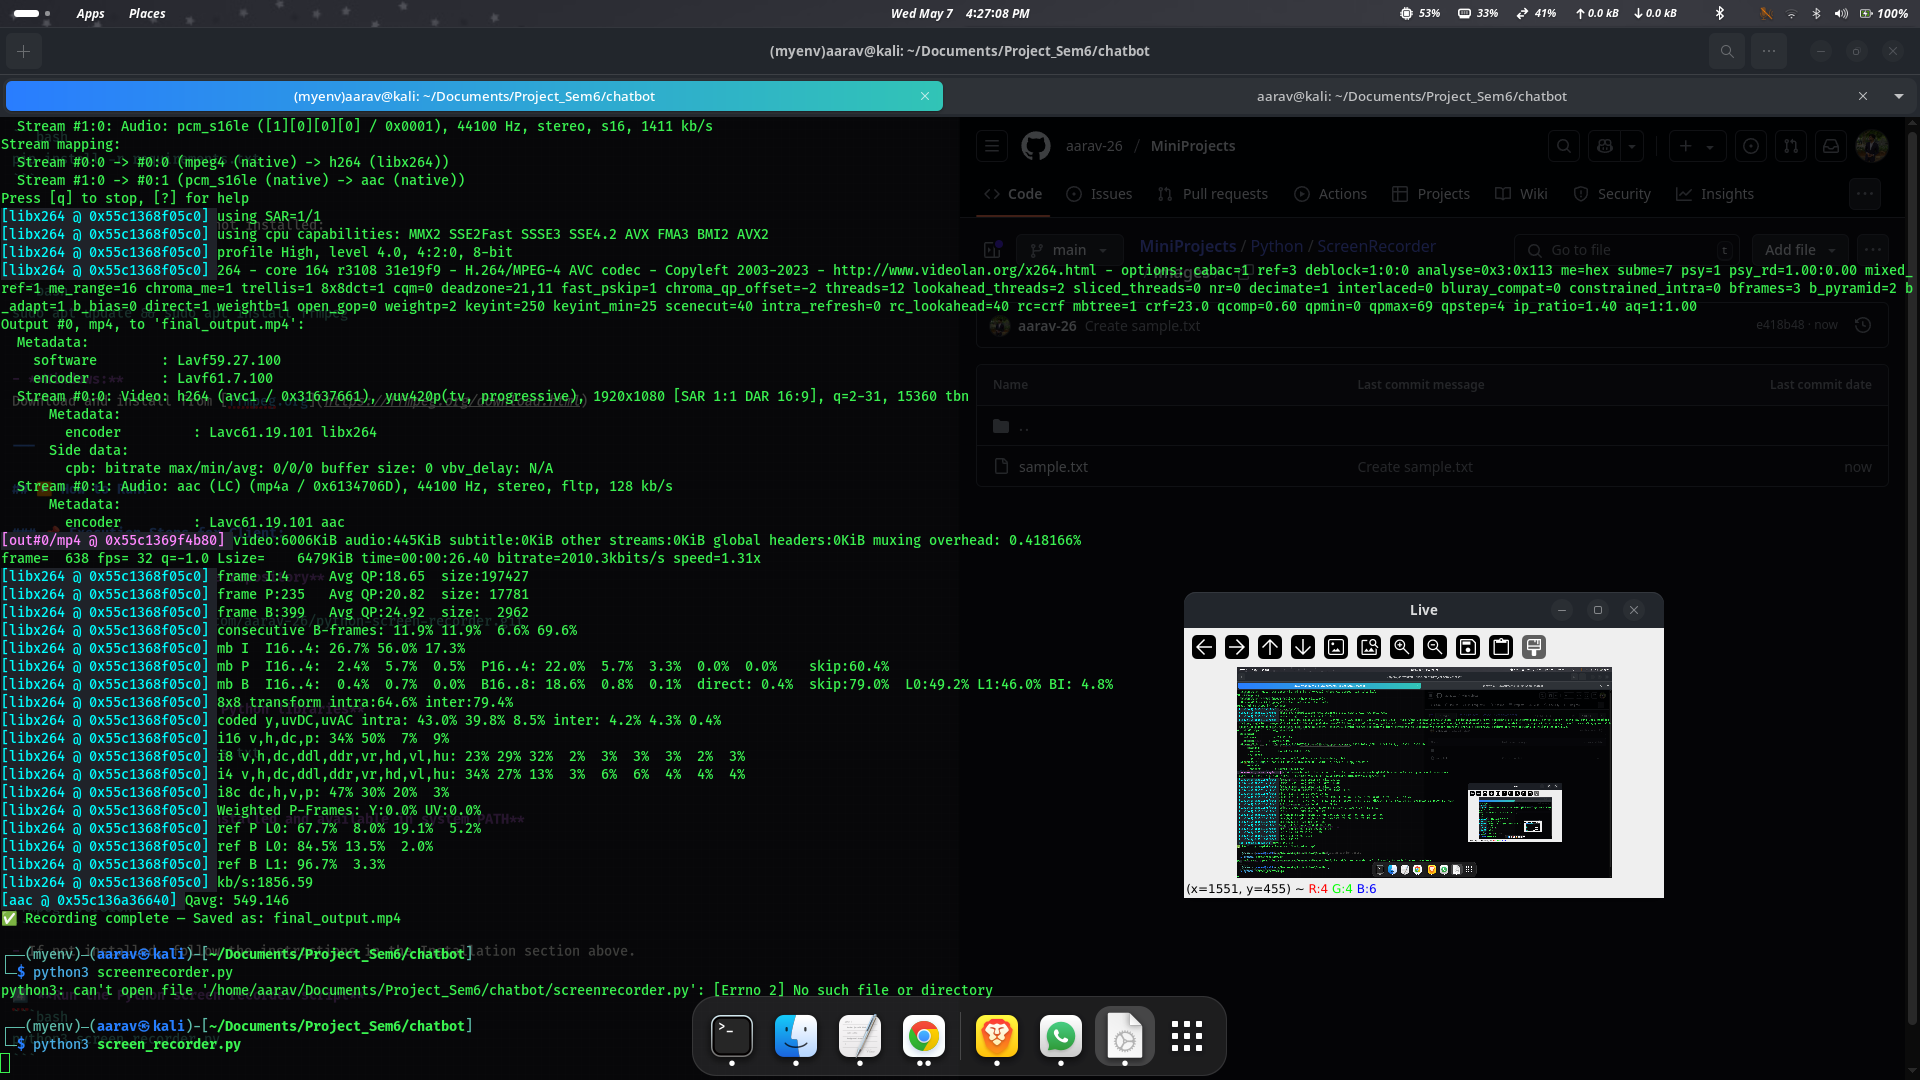 Apps Places Wed May 7 4:27:08 PM 53% 33% 41% 0.0 kB 0.0 kB 100%
(myenv)aarav@kali: ~/Documents/Project_Sem6/chatbot
(myenv)aarav@kali: ~/Documents/Project_Sem6/chatbot
aarav@kali: ~/Documents/Project_Sem6/chatbot
Stream #1:0: Audio: pcm_s16le ([1][0][0][0] / 0x0001), 44100 Hz, stereo, s16, 1411 kb/s
Stream mapping:
Stream #0:0 -> #0:0 (mpeg4 (native) -> h264 (libx264))
Stream #1:0 -> #0:1 (pcm_s16le (native) -> aac (native))
Press [q] to stop, [?] for help
[libx264 @ 0x55c1368f05c0] using SAR=1/1
[libx264 @ 0x55c1368f05c0] using cpu capabilities: MMX2 SSE2Fast SSSE3 SSE4.2 AVX FMA3 BMI2 AVX2
[libx264 @ 0x55c1368f05c0] profile High, level 4.0, 4:2:0, 8-bit
[libx264 @ 0x55c1368f05c0] 264 - core 164 r3108 31e19f9 - H.264/MPEG-4 AVC codec - Copyleft 2003-2023 - http://www.videolan.org/x264.html - options: cabac=1 ref=3 deblock=1:0:0 analyse=0x3:0x113 me=hex subme=7 psy=1 psy_rd=1.00:0.00 mixed_
ref=1 me_range=16 chroma_me=1 trellis=1 8x8dct=1 cqm=0 deadzone=21,11 fast_pskip=1 chroma_qp_offset=-2 threads=12 lookahead_threads=2 sliced_threads=0 nr=0 decimate=1 interlaced=0 bluray_compat=0 constrained_intra=0 bframes=3 b_pyramid=2 b
_adapt=1 b_bias=0 direct=1 weightb=1 open_gop=0 weightp=2 keyint=250 keyint_min=25 scenecut=40 intra_refresh=0 rc_lookahead=40 rc=crf mbtree=1 crf=23.0 qcomp=0.60 qpmin=0 qpmax=69 qpstep=4 ip_ratio=1.40 aq=1:1.00
Output #0, mp4, to 'final_output.mp4':
Metadata:
software : Lavf59.27.100
encoder : Lavf61.7.100
Stream #0:0: Video: h264 (avc1 / 0x31637661), yuv420p(tv, progressive), 1920x1080 [SAR 1:1 DAR 16:9], q=2-31, 15360 tbn
Metadata:
encoder : Lavc61.19.101 libx264
Side data:
cpb: bitrate max/min/avg: 0/0/0 buffer size: 0 vbv_delay: N/A
Stream #0:1: Audio: aac (LC) (mp4a / 0x6134706D), 44100 Hz, stereo, fltp, 128 kb/s
Metadata:
encoder : Lavc61.19.101 aac
[out#0/mp4 @ 0x55c1369f4b80] video:6006KiB audio:445KiB subtitle:0KiB other streams:0KiB global headers:0KiB muxing overhead: 0.418166%
frame= 638 fps= 32 q=-1.0 Lsize= 6479KiB time=00:00:26.40 bitrate=2010.3kbits/s speed=1.31x
[libx264 @ 0x55c1368f05c0] frame I:4 Avg QP:18.65 size:197427
[libx264 @ 0x55c1368f05c0] frame P:235 Avg QP:20.82 size: 17781
[libx264 @ 0x55c1368f05c0] frame B:399 Avg QP:24.92 size: 2962
[libx264 @ 0x55c1368f05c0] consecutive B-frames: 11.9% 11.9% 6.6% 69.6%
[libx264 @ 0x55c1368f05c0] mb I I16..4: 26.7% 56.0% 17.3%
[libx264 @ 0x55c1368f05c0] mb P I16..4: 2.4% 5.7% 0.5% P16..4: 22.0% 5.7% 3.3% 0.0% 0.0% skip:60.4%
[libx264 @ 0x55c1368f05c0] mb B I16..4: 0.4% 0.7% 0.0% B16..8: 18.6% 0.8% 0.1% direct: 0.4% skip:79.0% L0:49.2% L1:46.0% BI: 4.8%
[libx264 @ 0x55c1368f05c0] 8x8 transform intra:64.6% inter:79.4%
[libx264 @ 0x55c1368f05c0] coded y,uvDC,uvAC intra: 43.0% 39.8% 8.5% inter: 4.2% 4.3% 0.4%
[libx264 @ 0x55c1368f05c0] i16 v,h,dc,p: 34% 50% 7% 9%
[libx264 @ 0x55c1368f05c0] i8 v,h,dc,ddl,ddr,vr,hd,vl,hu: 23% 29% 32% 2% 3% 3% 3% 2% 3%
[libx264 @ 0x55c1368f05c0] i4 v,h,dc,ddl,ddr,vr,hd,vl,hu: 34% 27% 13% 3% 6% 6% 4% 4% 4%
[libx264 @ 0x55c1368f05c0] i8c dc,h,v,p: 47% 30% 20% 3%
[libx264 @ 0x55c1368f05c0] Weighted P-Frames: Y:0.0% UV:0.0%
[libx264 @ 0x55c1368f05c0] ref P L0: 67.7% 8.0% 19.1% 5.2%
[libx264 @ 0x55c1368f05c0] ref B L0: 84.5% 13.5% 2.0%
[libx264 @ 0x55c1368f05c0] ref B L1: 96.7% 3.3%
[libx264 @ 0x55c1368f05c0] kb/s:1856.59
[aac @ 0x55c136a36640] Qavg: 549.146
✅ Recording complete — Saved as: final_output.mp4
If not installed, follow the instructions in the Installation section above.
┌──(myenv)─(aarav㉿kali)-[~/Documents/Project_Sem6/chatbot]
└─$ python3 screenrecorder.py
python3: can't open file '/home/aarav/Documents/Project_Sem6/chatbot/screenrecorder.py': [Errno 2] No such file or directory
┌──(myenv)─(aarav㉿kali)-[~/Documents/Project_Sem6/chatbot]
└─$ python3 screen_recorder.py
aarav-26 / MiniProjects
Code Issues Pull requests Actions Projects Wiki Security Insights
main MiniProjects / Python / ScreenRecorder Go to file t Add file
aarav-26 Create sample.txt e418b48 · now
Name Last commit message Last commit date
..
sample.txt Create sample.txt now
Live
(x=1551, y=455) ~ R:4 G:4 B:6